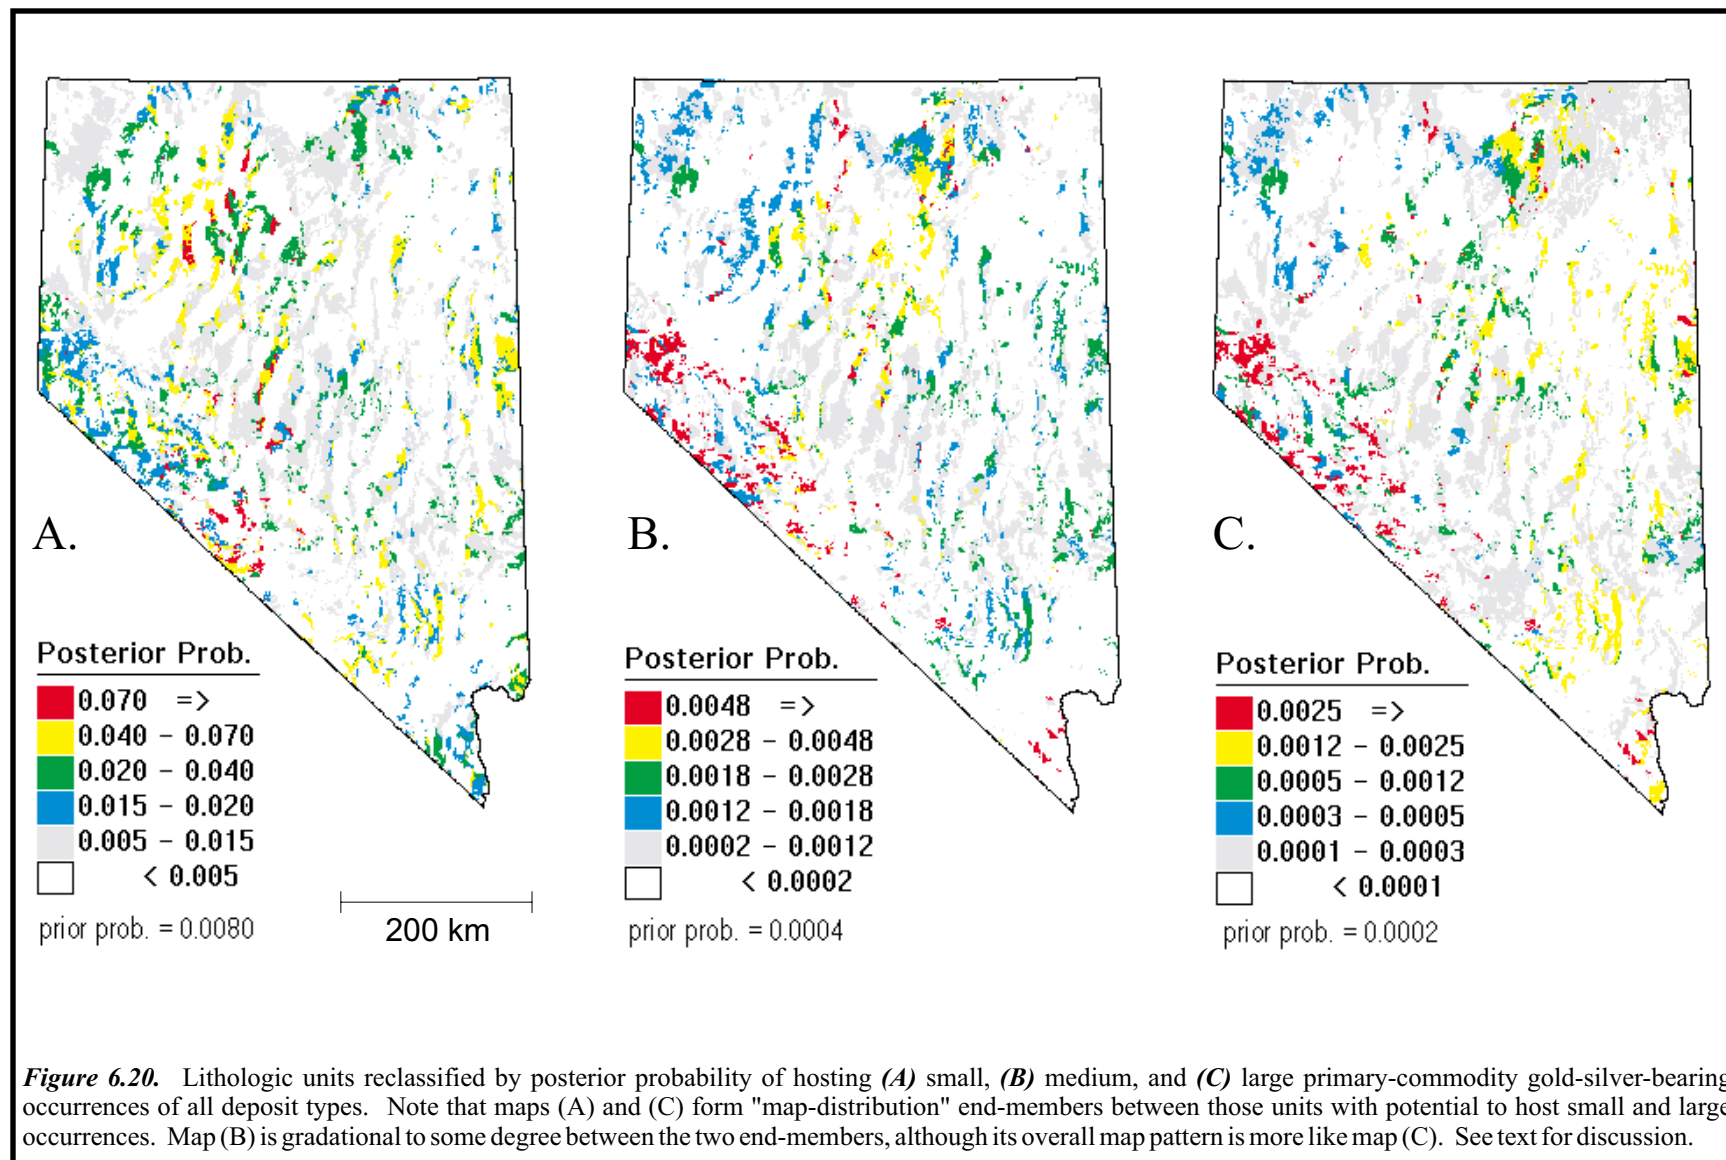 A.
B.
C.
Posterior Prob.
0.070 =>
0.040 – 0.070
0.020 – 0.040
0.015 – 0.020
0.005 – 0.015
< 0.005
prior prob. = 0.0080
200 km
Posterior Prob.
0.0048 =>
0.0028 – 0.0048
0.0018 – 0.0028
0.0012 – 0.0018
0.0002 – 0.0012
< 0.0002
prior prob. = 0.0004
Posterior Prob.
0.0025 =>
0.0012 – 0.0025
0.0005 – 0.0012
0.0003 – 0.0005
0.0001 – 0.0003
< 0.0001
prior prob. = 0.0002
Figure 6.20. Lithologic units reclassified by posterior probability of hosting (A) small, (B) medium, and (C) large primary-commodity gold-silver-bearing
occurrences of all deposit types. Note that maps (A) and (C) form "map-distribution" end-members between those units with potential to host small and large
occurrences. Map (B) is gradational to some degree between the two end-members, although its overall map pattern is more like map (C). See text for discussion.